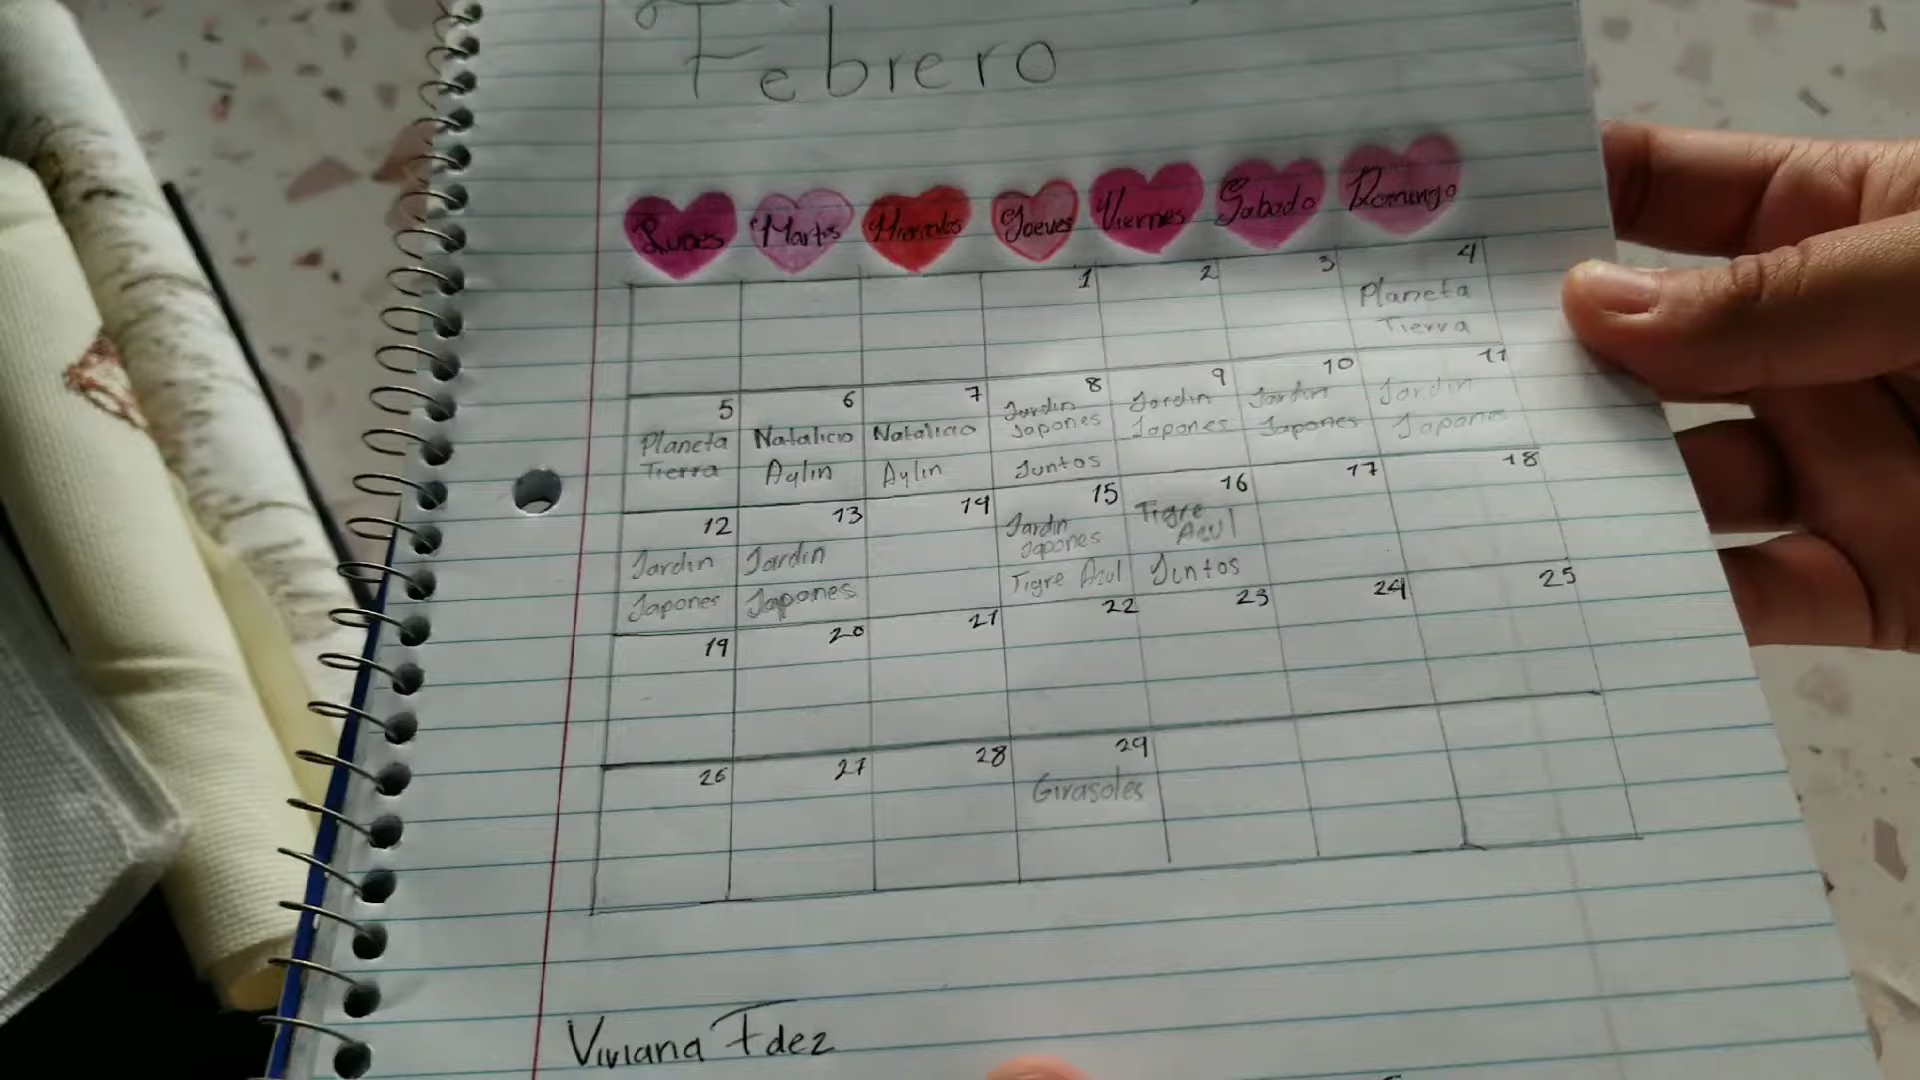 Febrero
Lunes Martes Miercoles Jueves Viernes Sabado Domingo
1 2 3 4
Planeta
Tierra
5 6 7 8 9 10 11
Planeta Natalicio Natalicio Jardin Jardin Jardin Jardin
Tierra Aylin Aylin Japones Japones Japones Japones
Juntos
12 13 14 15 16 17 18
Jardin Jardin Jardin Tigre
Japones Japones Japones Azul
Tigre Azul Juntos
19 20 21 22 23 24 25
26 27 28 29
Girasoles
Viviana Fdez